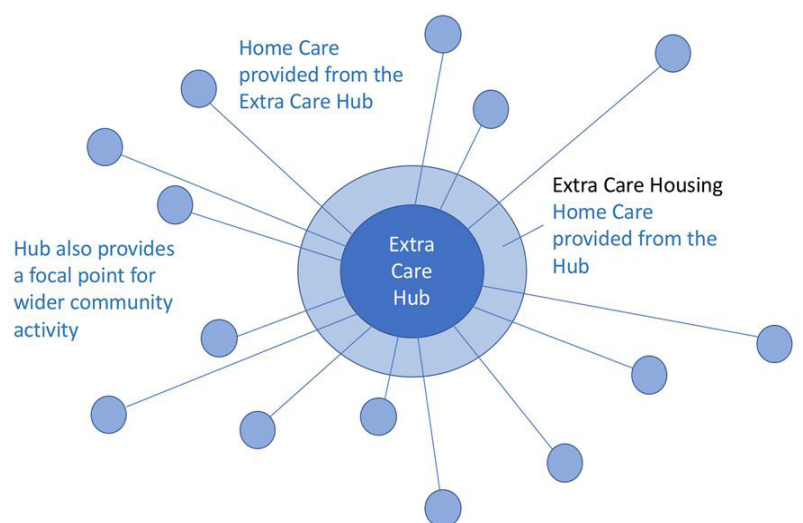 Home Care
provided from the
Extra Care Hub
Extra Care Housing
Home Care
provided from the
Hub
Extra
Care
Hub
Hub also provides
a focal point for
wider community
activity